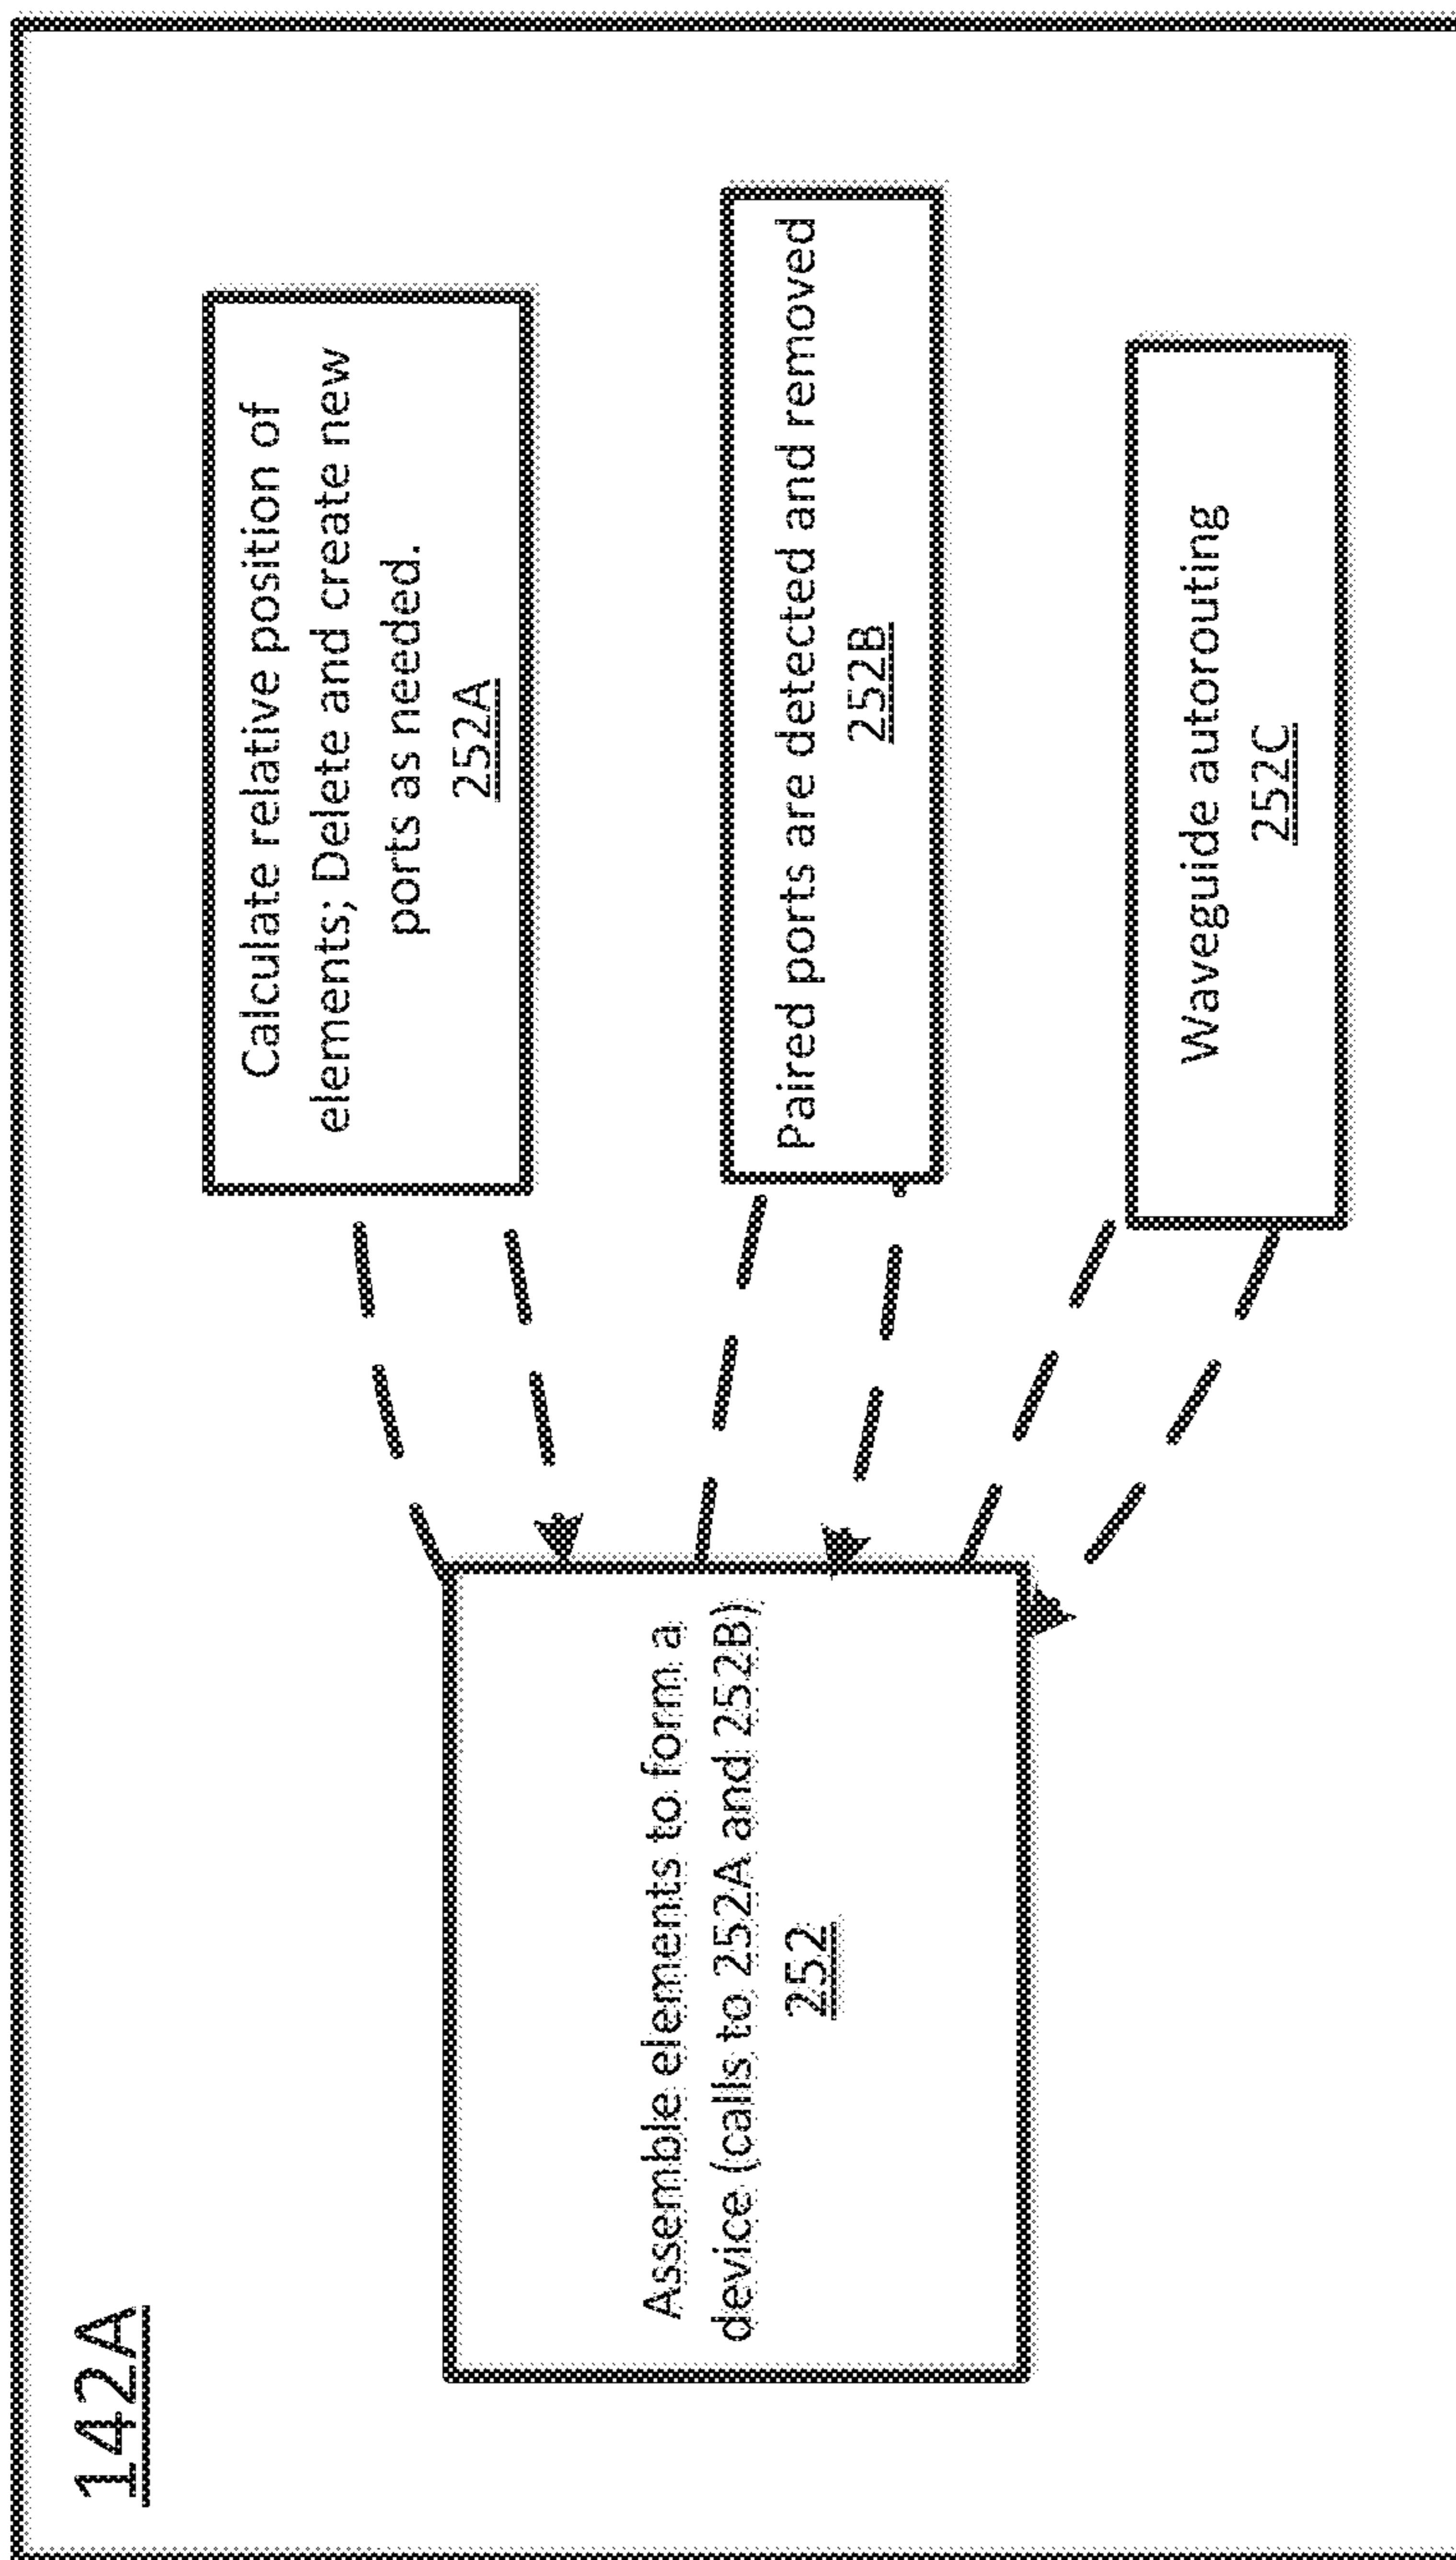 142A
Assemble elements to form a
device (calls to 252A and 252B)
252
Calculate relative position of
elements; Delete and create new
ports as needed.
252A
Paired ports are detected and removed
252B
Waveguide autorouting
252C